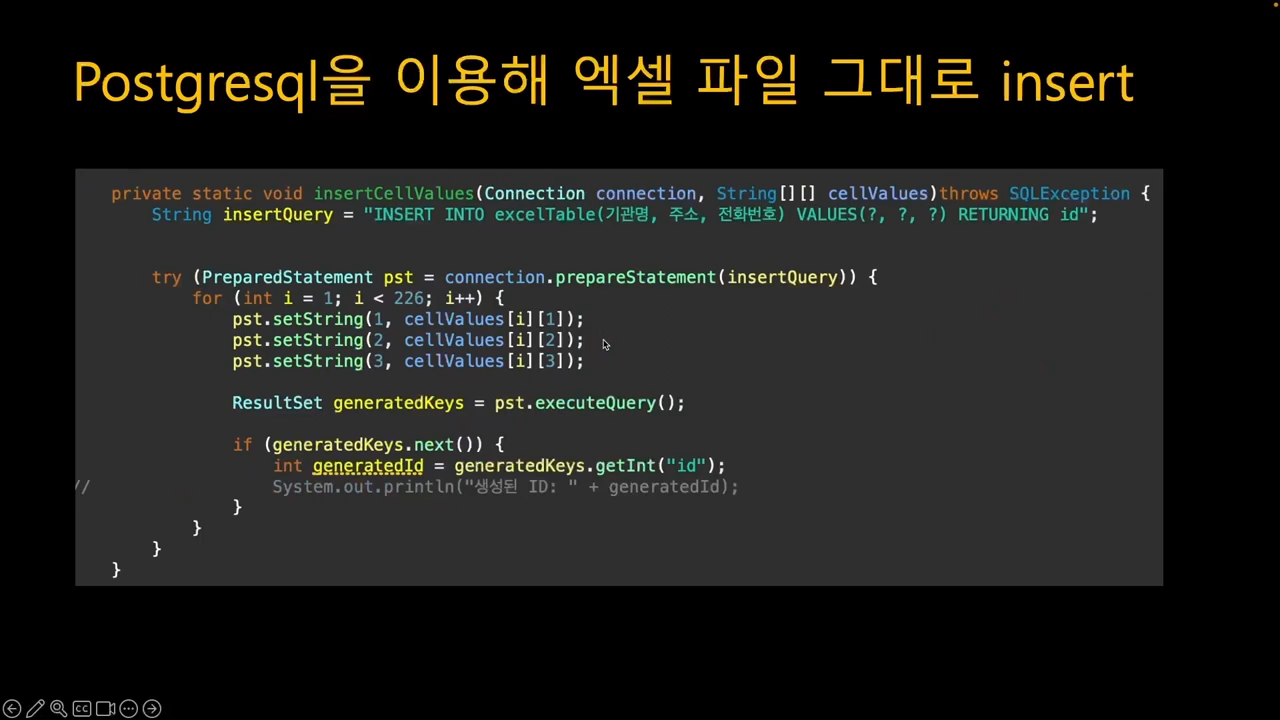 Postgresql을 이용해 엑셀 파일 그대로 insert
private static void insertCellValues(Connection connection, String[][] cellValues)throws SQLException {
String insertQuery = "INSERT INTO excelTable(기관명, 주소, 전화번호) VALUES(?, ?, ?) RETURNING id";
try (PreparedStatement pst = connection.prepareStatement(insertQuery)) {
for (int i = 1; i < 226; i++) {
pst.setString(1, cellValues[i][1]);
pst.setString(2, cellValues[i][2]);
pst.setString(3, cellValues[i][3]);
ResultSet generatedKeys = pst.executeQuery();
if (generatedKeys.next()) {
int generatedId = generatedKeys.getInt("id");
// System.out.println("생성된 ID: " + generatedId);
}
}
}
}
CC